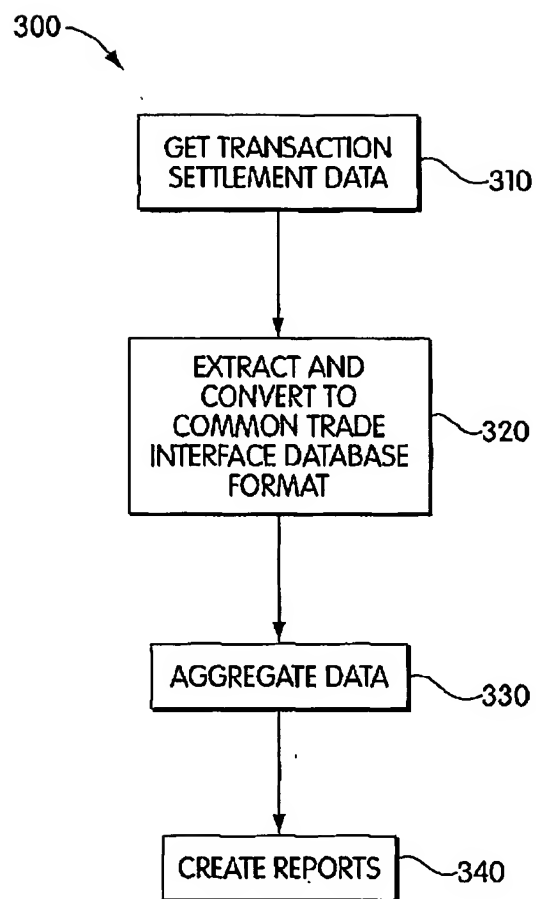 300
GET TRANSACTION
SETTLEMENT DATA
310
EXTRACT AND
CONVERT TO
COMMON TRADE
INTERFACE DATABASE
FORMAT
320
AGGREGATE DATA
330
CREATE REPORTS
340